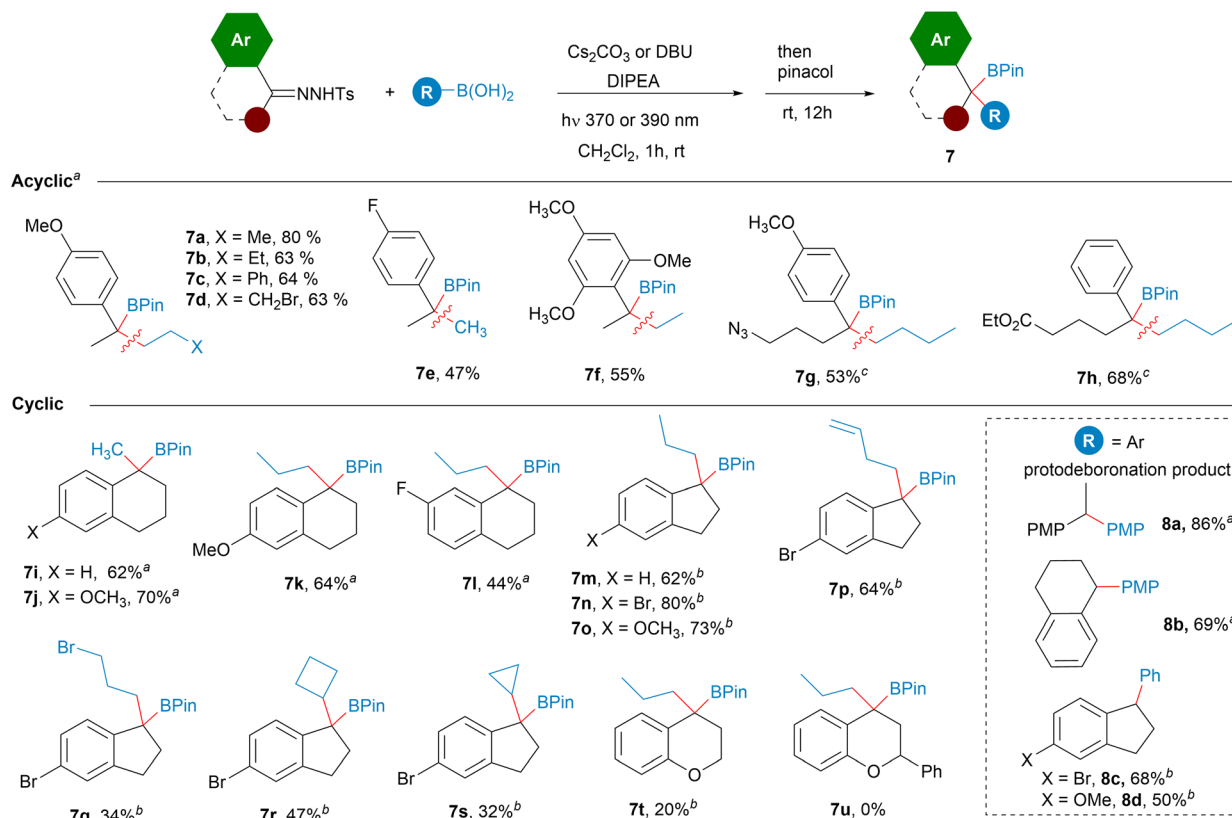 Ar
NNHTs
+
R
B(OH)2
Cs2CO3 or DBU
DIPEA
hν 370 or 390 nm
CH2Cl2, 1h, rt
then
pinacol
rt, 12h
Ar
BPin
R
7
Acyclic^a
MeO
BPin
X
7a, X = Me, 80 %
7b, X = Et, 63 %
7c, X = Ph, 64 %
7d, X = CH2Br, 63 %
F
BPin
CH3
7e, 47%
H3CO
OMe
BPin
OCH3
7f, 55%
OCH3
BPin
N3
7g, 53%^c
BPin
EtO2C
7h, 68%^c
Cyclic
H3C
BPin
X
7i, X = H, 62%^a
7j, X = OCH3, 70%^a
BPin
MeO
7k, 64%^a
BPin
F
7l, 44%^a
BPin
X
7m, X = H, 62%^b
7n, X = Br, 80%^b
7o, X = OCH3, 73%^b
BPin
Br
7p, 64%^b
Br
BPin
Br
7q, 34%^b
BPin
Br
7r, 47%^b
BPin
Br
7s, 32%^b
BPin
O
7t, 20%^b
BPin
O
Ph
7u, 0%
R = Ar
protodeboronation product
PMP
PMP
8a, 86%^a
PMP
8b, 69%^a
Ph
X
X = Br, 8c, 68%^b
X = OMe, 8d, 50%^b